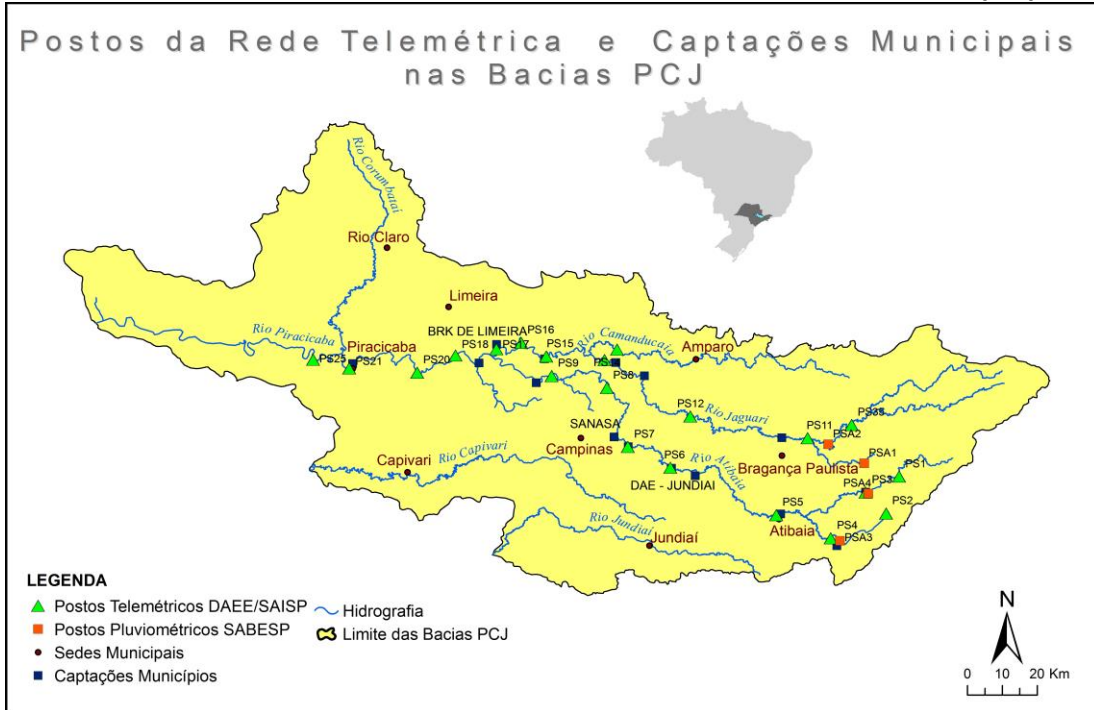 Postos da Rede Telemétrica e Captações Municipais
nas Bacias PCJ
Rio Corumbataí
Rio Claro
Limeira
BRK DE LIMEIRA
PS16
PS18
PS17
PS15
Rio Camanducaia
Rio Piracicaba
Piracicaba
PS25
PS21
PS20
PS9
PS8
Amparo
PS12
Rio Jaguari
PS11
PS3S
PSA2
SANASA
Campinas
PS7
PS6
Rio Atibaia
DAE - JUNDIAI
Bragança Paulista
PSA1
PS1
PS3
PSA4
PS2
Capivari
Rio Capivari
PS5
Atibaia
PS4
PSA3
Rio Jundiaí
Jundiaí
LEGENDA
Postos Telemétricos DAEE/SAISP
Hidrografia
Postos Pluviométricos SABESP
Limite das Bacias PCJ
Sedes Municipais
Captações Municípios
N
0 10 20 Km